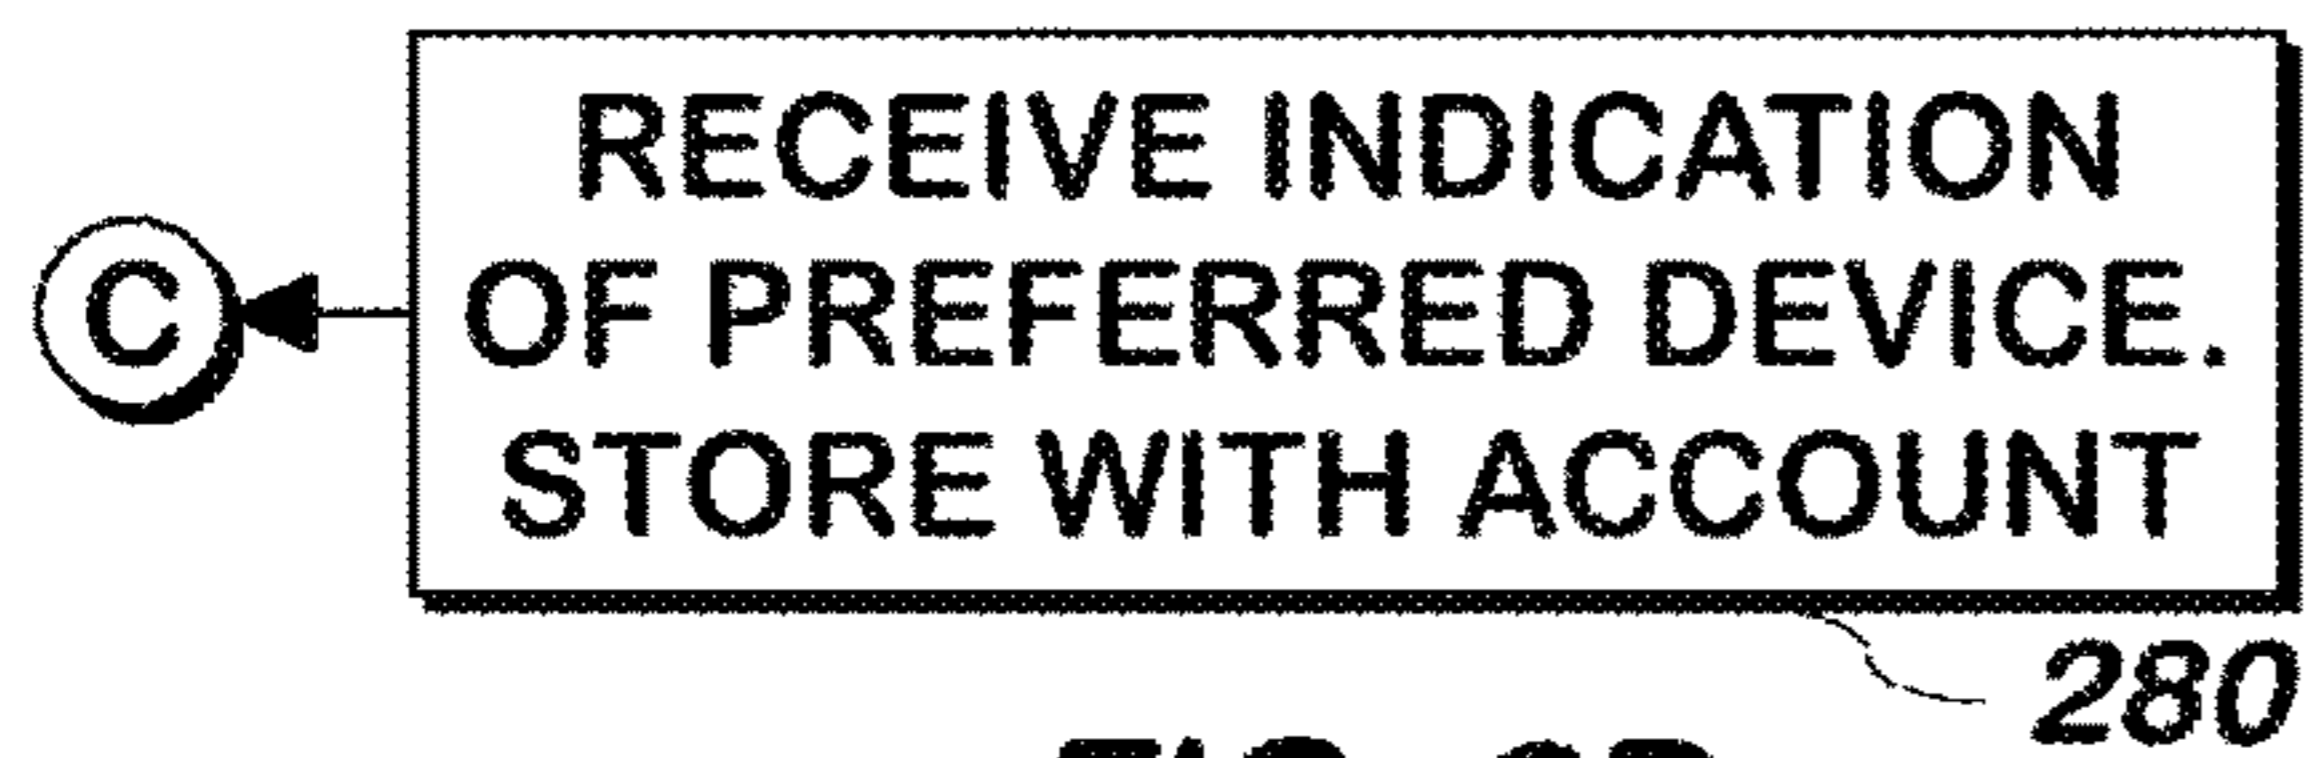 RECEIVE INDICATION
OF PREFERRED DEVICE.
STORE WITH ACCOUNT
C
280